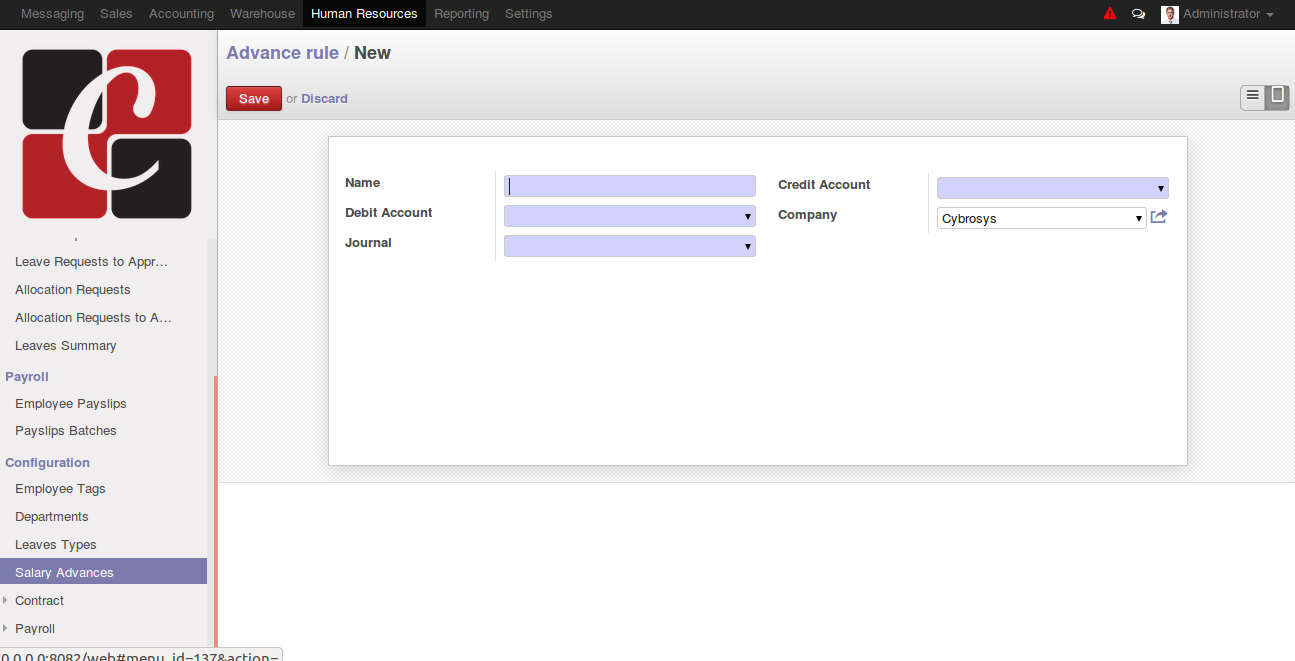 Messaging Sales Accounting Warehouse Human Resources Reporting Settings Administrator
Advance rule / New
Save or Discard
C
Name
Debit Account
Journal
Credit Account
Company Cybrosys
Leave Requests to Appr…
Allocation Requests
Allocation Requests to A…
Leaves Summary
Payroll
Employee Payslips
Payslips Batches
Configuration
Employee Tags
Departments
Leaves Types
Salary Advances
Contract
Payroll
0.0.0.0:8082/web#menu_id=137&action=